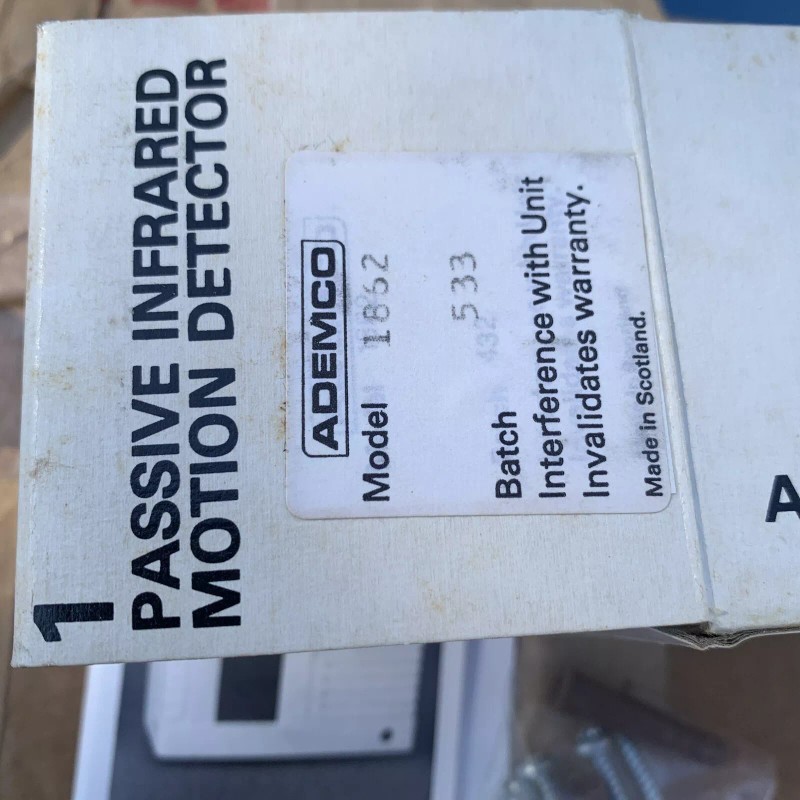 1
PASSIVE INFRARED
MOTION DETECTOR
ADEMCO
Model 1862
533
Batch
Interference with Unit
Invalidates warranty.
Made in Scotland.
A